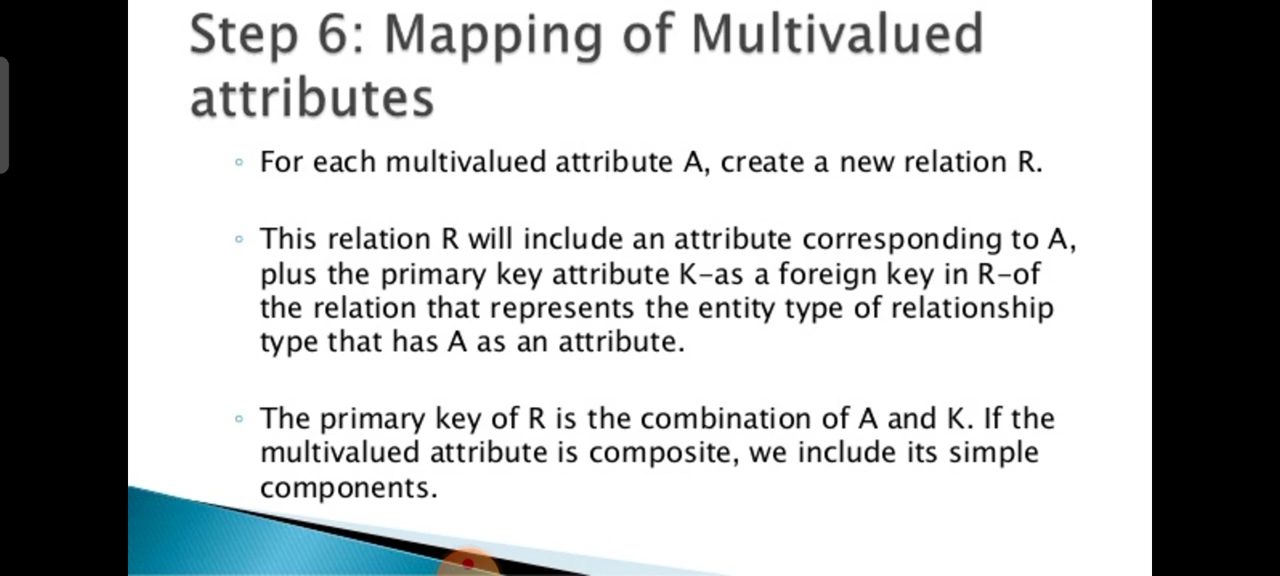 Step 6: Mapping of Multivalued
attributes
◦ For each multivalued attribute A, create a new relation R.
◦ This relation R will include an attribute corresponding to A,
plus the primary key attribute K-as a foreign key in R-of
the relation that represents the entity type of relationship
type that has A as an attribute.
◦ The primary key of R is the combination of A and K. If the
multivalued attribute is composite, we include its simple
components.